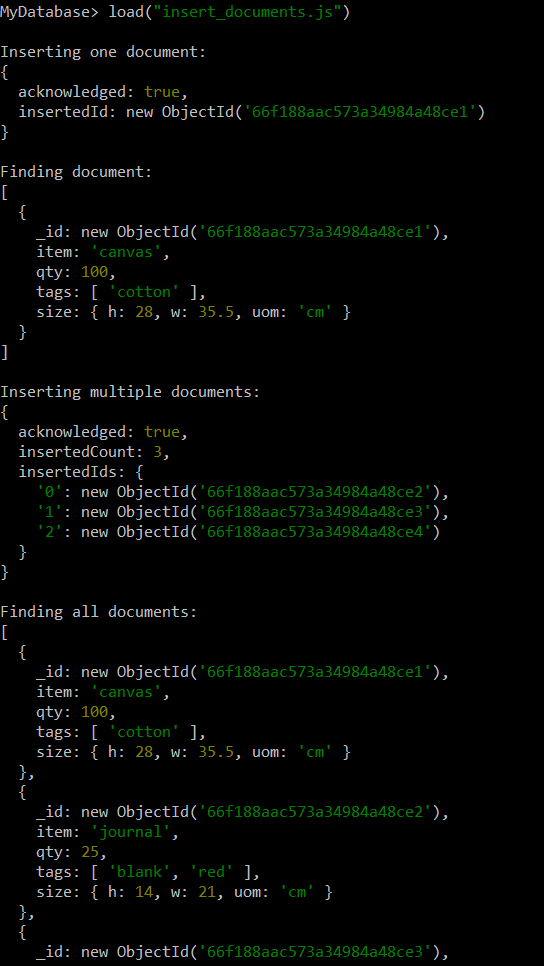 MyDatabase> load("insert_documents.js")
Inserting one document:
{
  acknowledged: true,
  insertedId: new ObjectId('66f188aac573a34984a48ce1')
}
Finding document:
[
  {
    _id: new ObjectId('66f188aac573a34984a48ce1'),
    item: 'canvas',
    qty: 100,
    tags: [ 'cotton' ],
    size: { h: 28, w: 35.5, uom: 'cm' }
  }
]
Inserting multiple documents:
{
  acknowledged: true,
  insertedCount: 3,
  insertedIds: {
    '0': new ObjectId('66f188aac573a34984a48ce2'),
    '1': new ObjectId('66f188aac573a34984a48ce3'),
    '2': new ObjectId('66f188aac573a34984a48ce4')
  }
}
Finding all documents:
[
  {
    _id: new ObjectId('66f188aac573a34984a48ce1'),
    item: 'canvas',
    qty: 100,
    tags: [ 'cotton' ],
    size: { h: 28, w: 35.5, uom: 'cm' }
  },
  {
    _id: new ObjectId('66f188aac573a34984a48ce2'),
    item: 'journal',
    qty: 25,
    tags: [ 'blank', 'red' ],
    size: { h: 14, w: 21, uom: 'cm' }
  },
  {
    _id: new ObjectId('66f188aac573a34984a48ce3'),